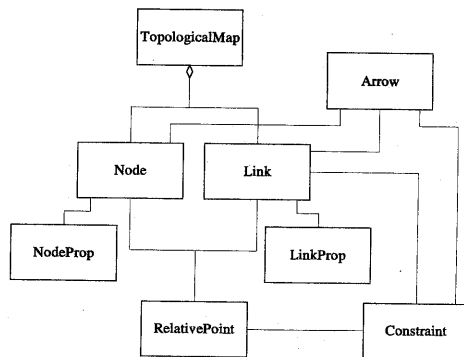 TopologicalMap
Arrow
Node
Link
NodeProp
LinkProp
RelativePoint
Constraint